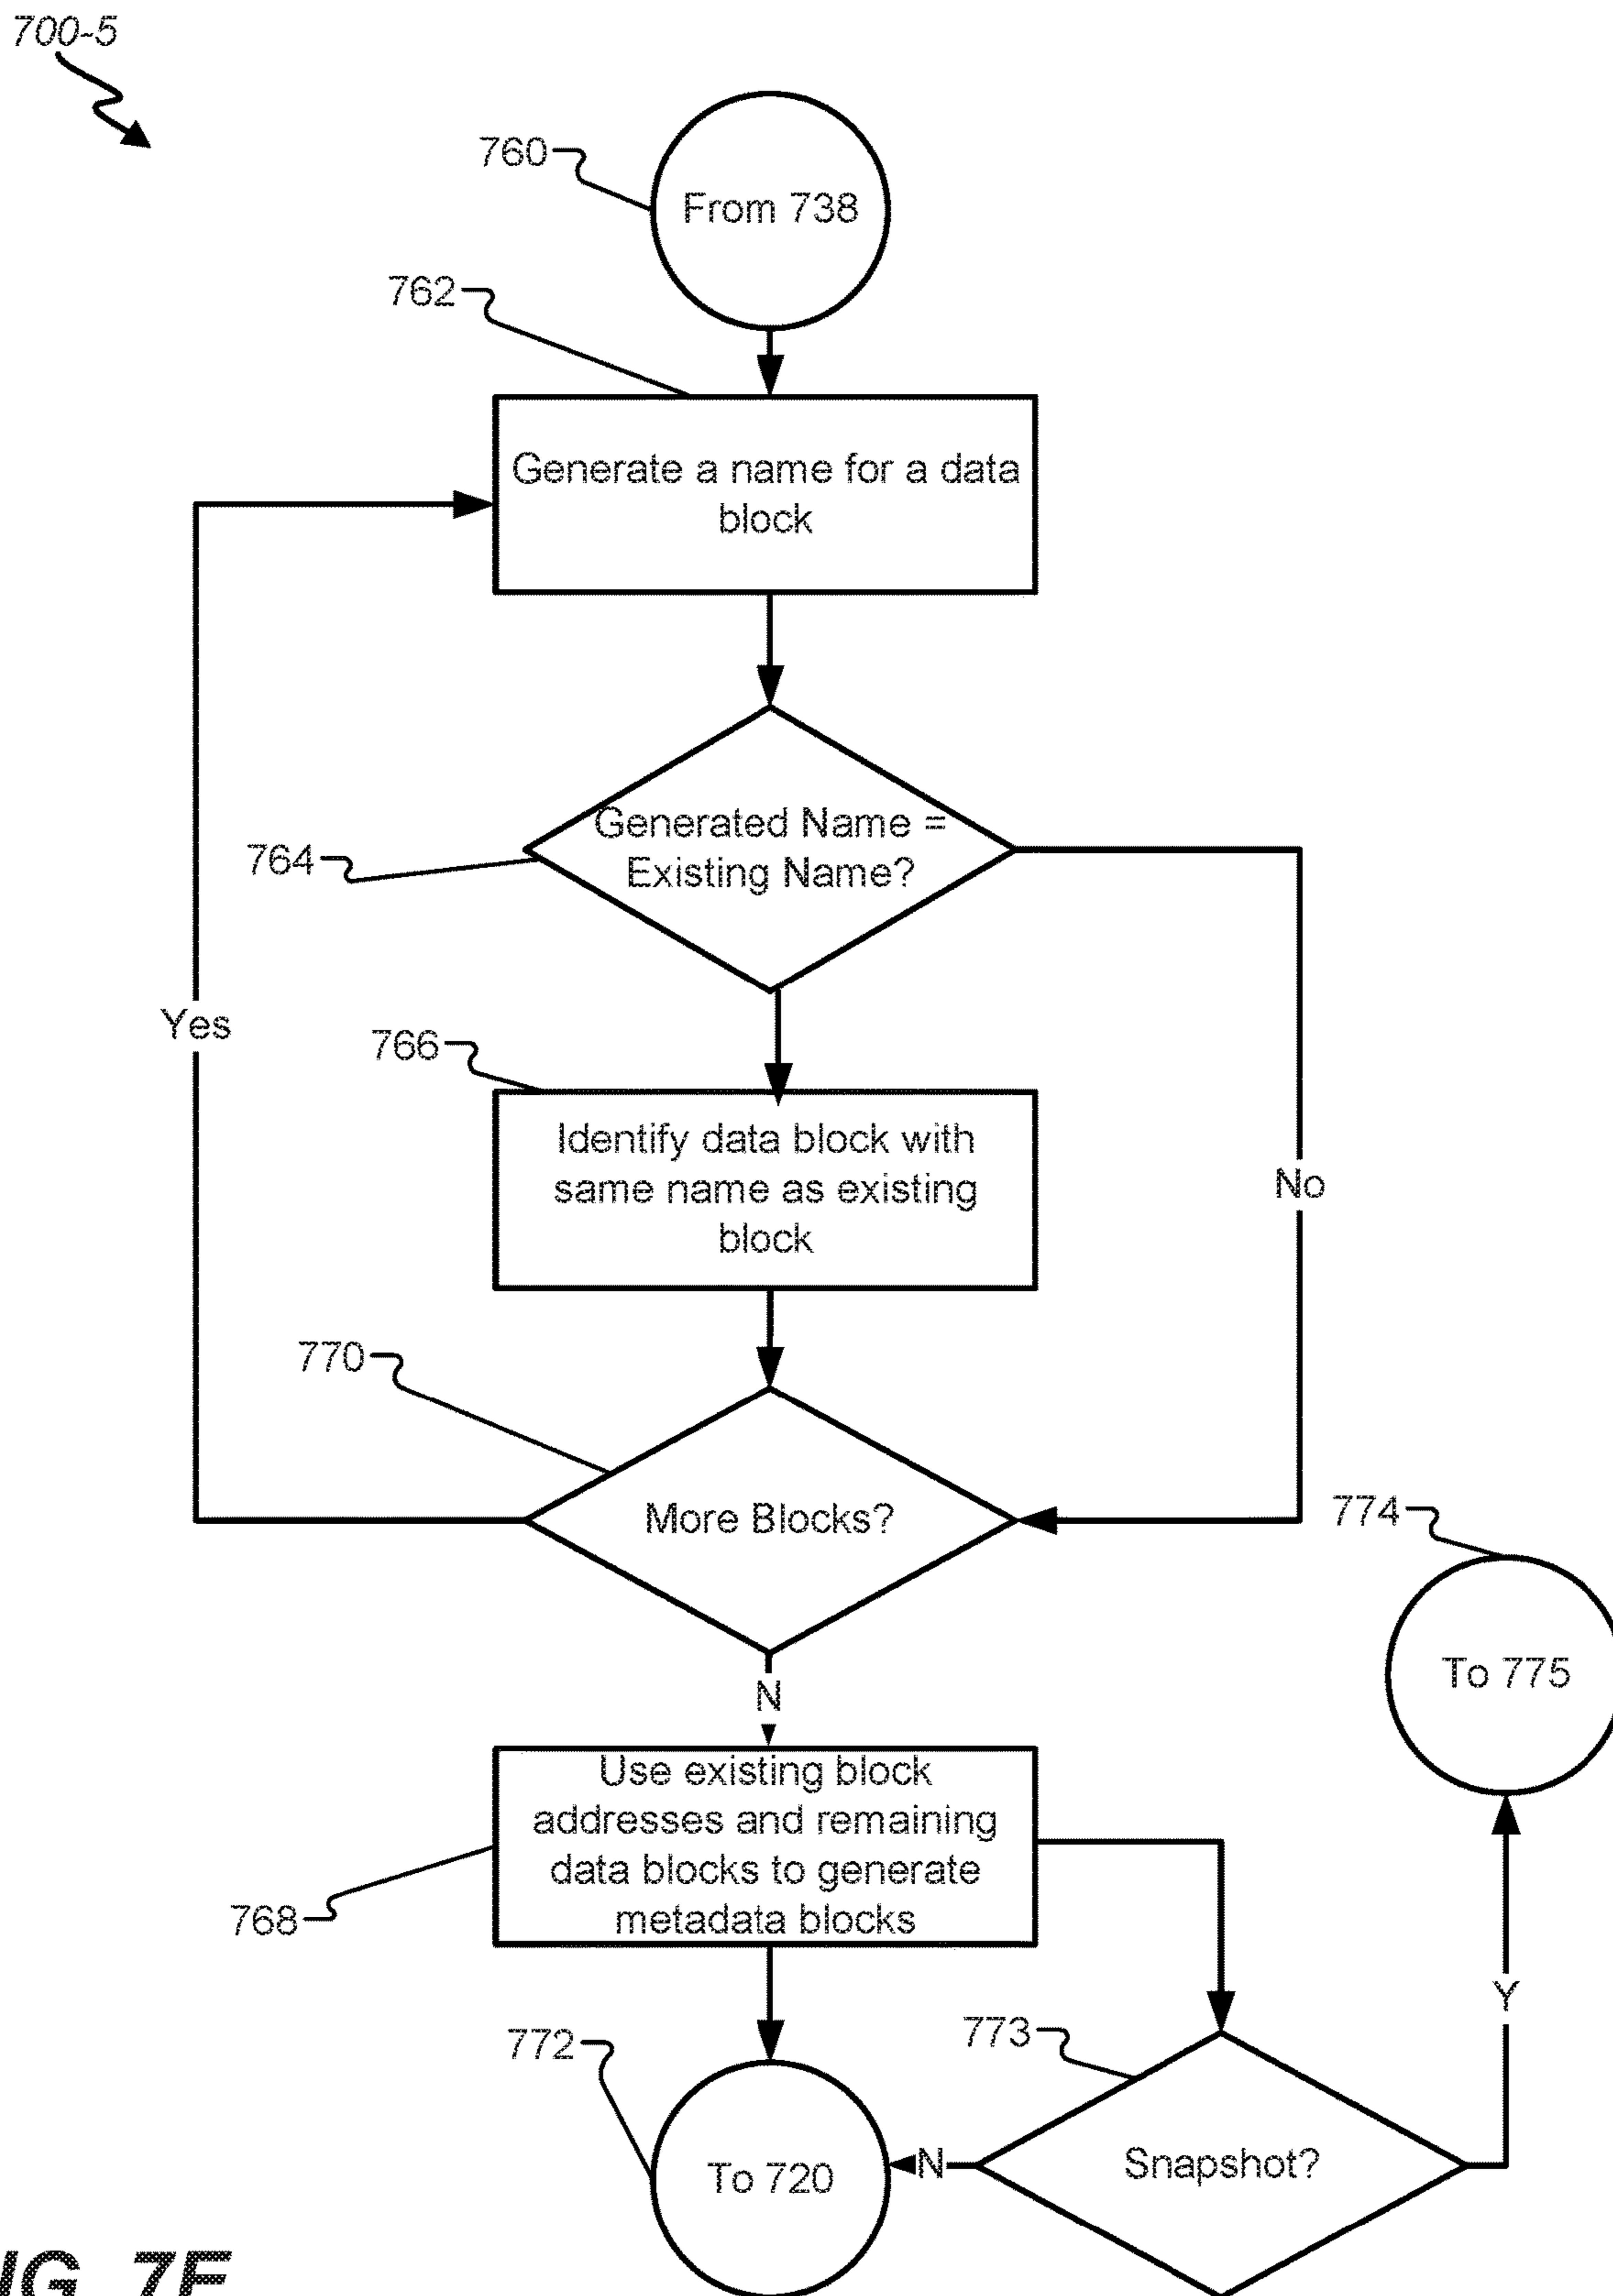 700-5
760
From 738
762
Generate a name for a data
block
764
Generated Name =
Existing Name?
Yes
766
Identify data block with
same name as existing
block
No
770
More Blocks?
774
To 775
N
Use existing block
addresses and remaining
data blocks to generate
metadata blocks
768
Y
772
773
To 720
N
Snapshot?
IG. 7E